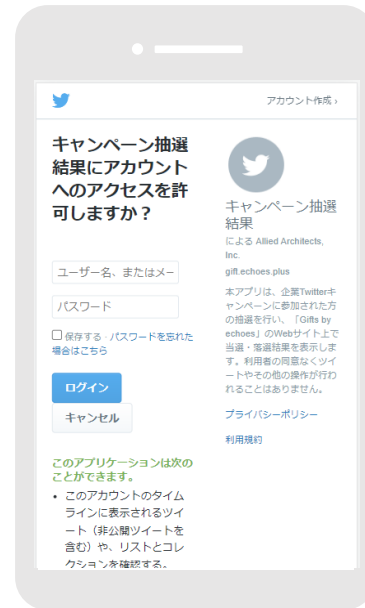 アカウント作成 ›
キャンペーン抽選
結果にアカウント
へのアクセスを許
可しますか？
ユーザー名、またはメー
パスワード
保存する · パスワードを忘れた
場合はこちら
ログイン
キャンセル
このアプリケーションは次の
ことができます。
• このアカウントのタイム
ラインに表示されるツイ
ート（非公開ツイートを
含む）や、リストとコレ
クションを確認する。
キャンペーン抽選
結果
による Allied Architects,
Inc.
gift.echoes.plus
本アプリは、企業Twitterキ
ャンペーンに参加された方
の抽選を行い、「Gifts by
echoes」のWebサイト上で
当選・落選結果を表示しま
す。利用者の同意なくツイ
ートやその他の操作が行わ
れることはありません。
プライバシーポリシー
利用規約